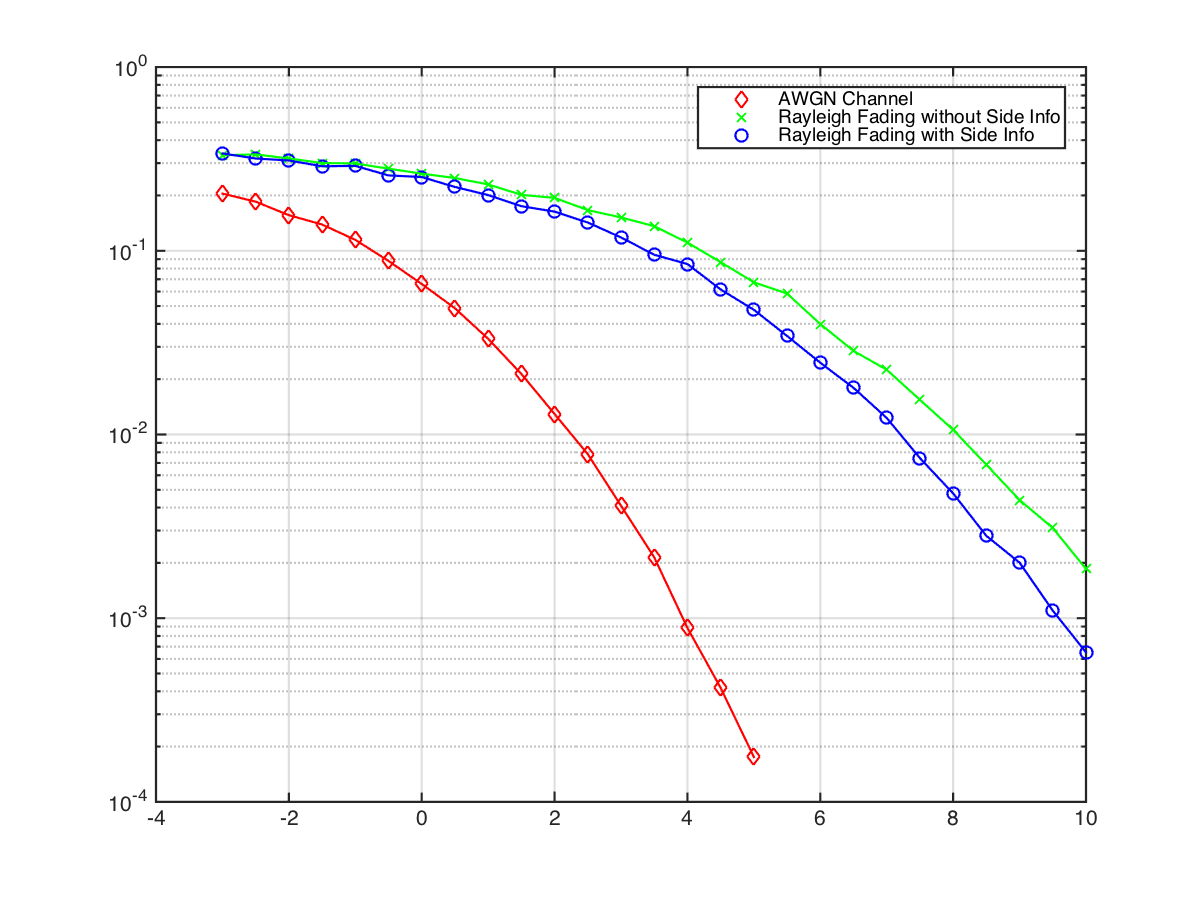 10^0
AWGN Channel
Rayleigh Fading without Side Info
Rayleigh Fading with Side Info
10^-1
10^-2
10^-3
10^-4
-4 -2 0 2 4 6 8 10